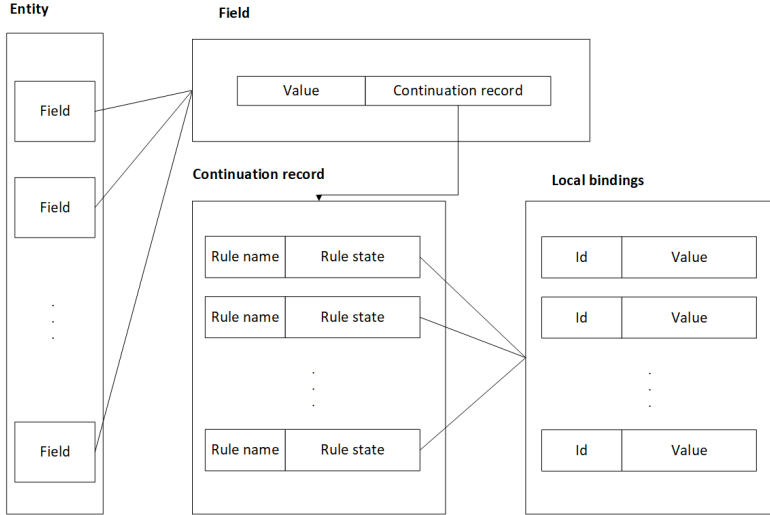 Entity
Field
Field
Field
Field
Value Continuation record
Continuation record
Rule name Rule state
Rule name Rule state
Rule name Rule state
Local bindings
Id Value
Id Value
Id Value